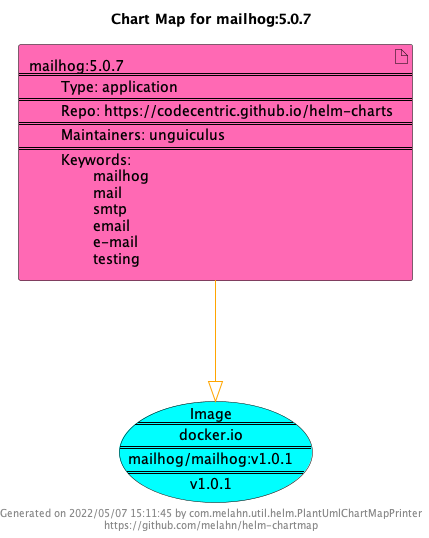 Chart Map for mailhog:5.0.7
mailhog:5.0.7
Type: application
Repo: https://codecentric.github.io/helm-charts
Maintainers: unguiculus
Keywords:
mailhog
mail
smtp
email
e-mail
testing
Image
docker.io
mailhog/mailhog:v1.0.1
v1.0.1
Generated on 2022/05/07 15:11:45 by com.melahn.util.helm.PlantUmlChartMapPrinter
https://github.com/melahn/helm-chartmap